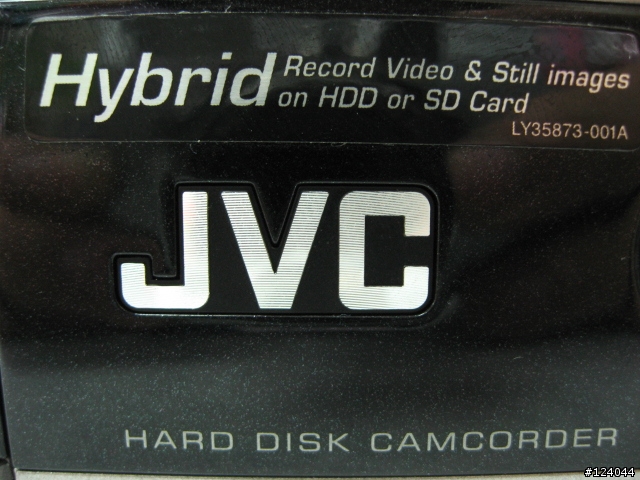 Hybrid Record Video & Still images
on HDD or SD Card
LY35873-001A
JVC
HARD DISK CAMCORDER
#124044